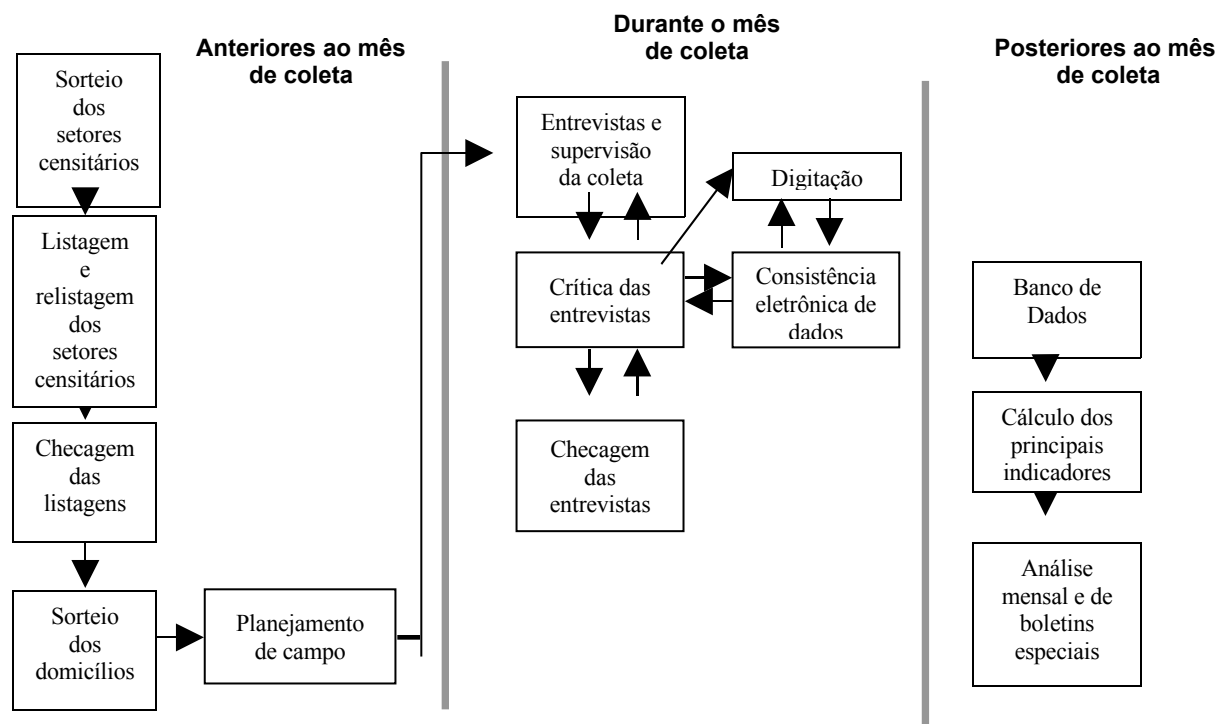 Anteriores ao mês
de coleta
Sorteio
dos
setores
censitários
Listagem
e
relistagem
dos
setores
censitários
Checagem
das
listagens
Sorteio
dos
domicílios
Planejamento
de campo
Durante o mês
de coleta
Entrevistas e
supervisão
da coleta
Digitação
Crítica das
entrevistas
Consistência
eletrônica de
dados
Checagem
das
entrevistas
Posteriores ao mês
de coleta
Banco de
Dados
Cálculo dos
principais
indicadores
Análise
mensal e de
boletins
especiais